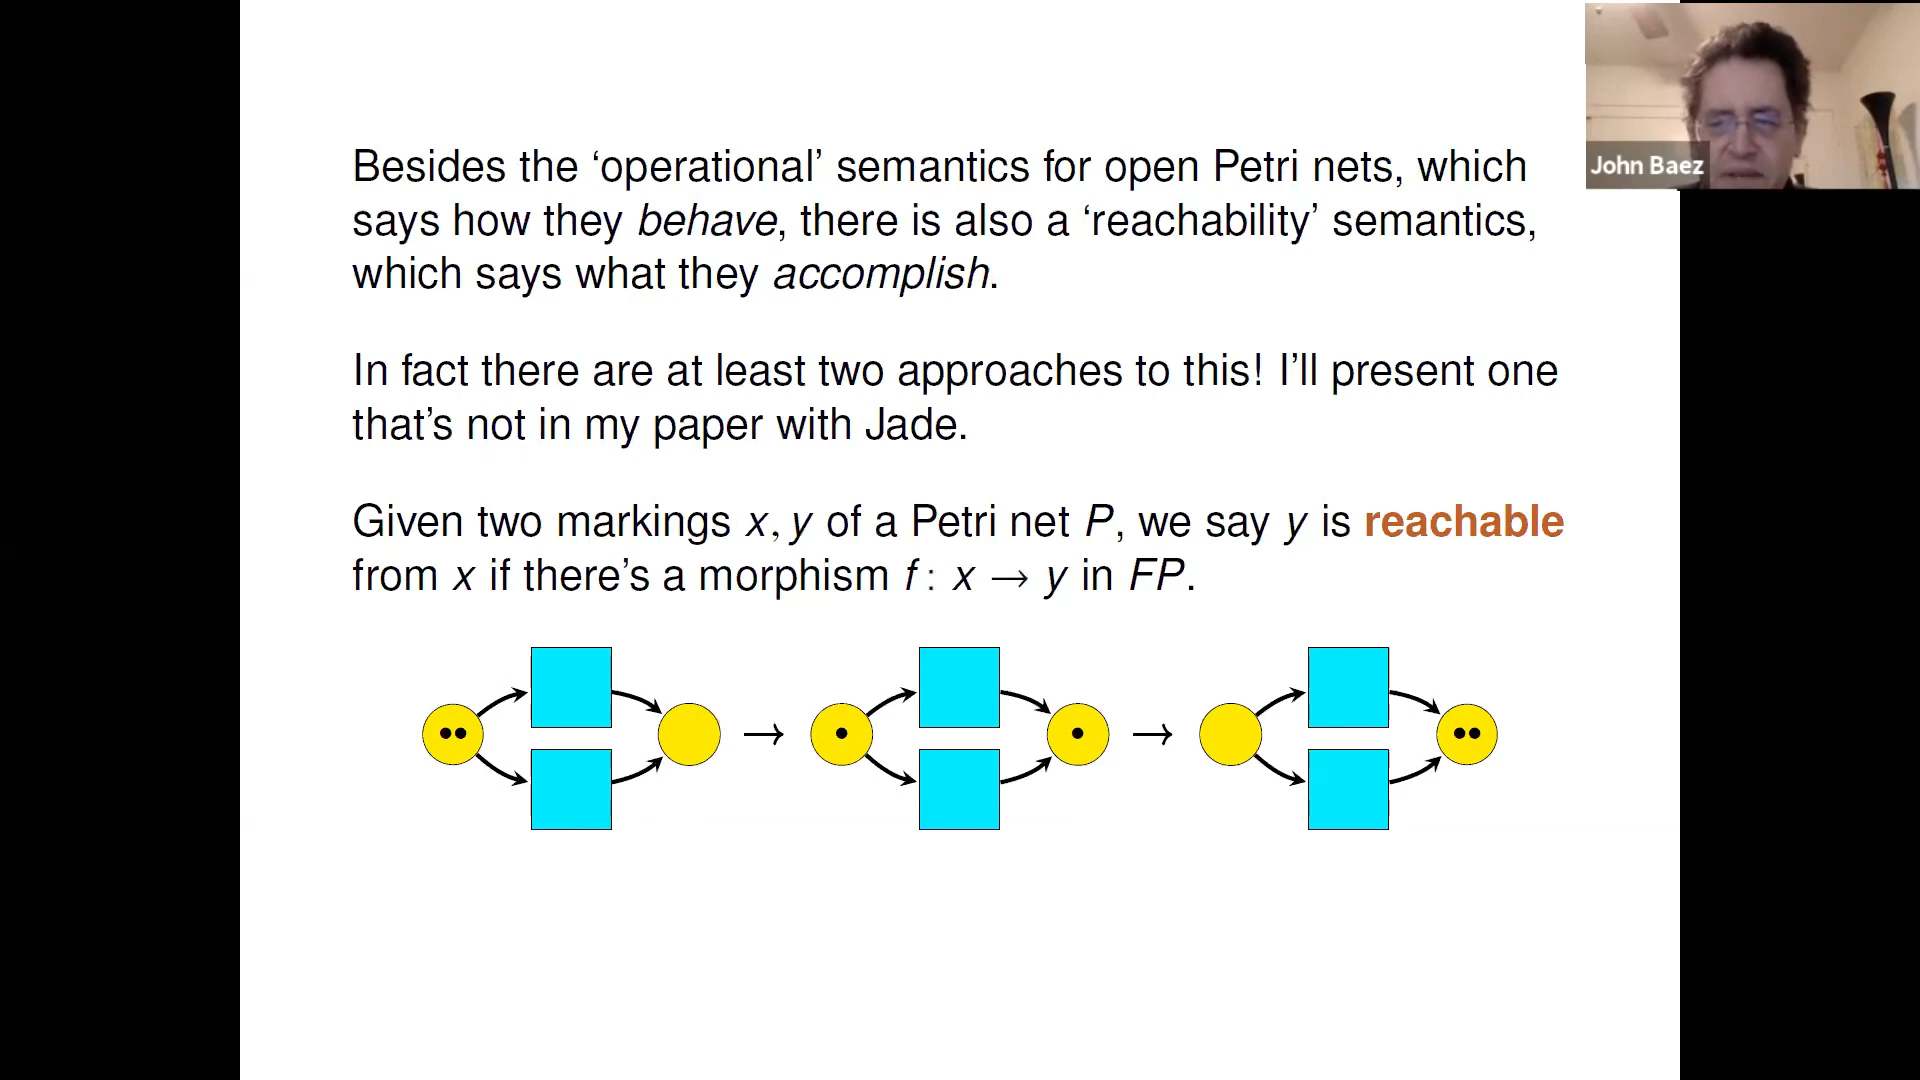 Besides the ‘operational’ semantics for open Petri nets, which
says how they behave, there is also a ‘reachability’ semantics,
which says what they accomplish.
In fact there are at least two approaches to this! I’ll present one
that’s not in my paper with Jade.
Given two markings x, y of a Petri net P, we say y is reachable
from x if there’s a morphism f : x → y in FP.
John Baez